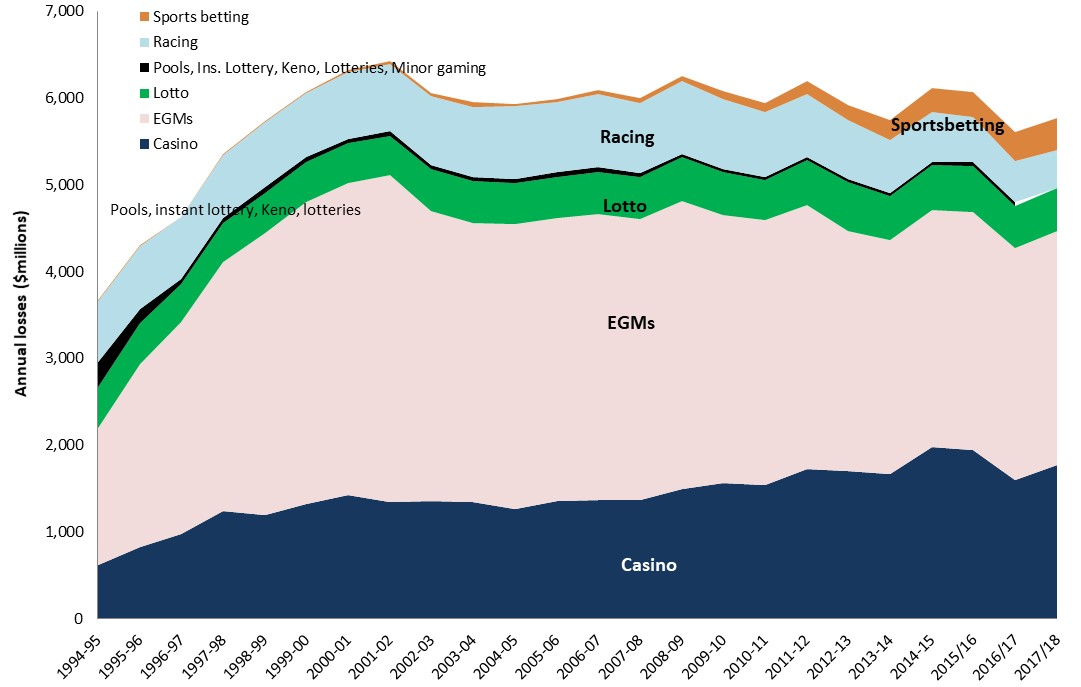 7,000
6,000
5,000
4,000
3,000
2,000
1,000
0
Annual losses ($millions)
Sports betting
Racing
Pools, Ins. Lottery, Keno, Lotteries, Minor gaming
Lotto
EGMs
Casino
Sportsbetting
Racing
Pools, instant lottery, Keno, lotteries
Lotto
EGMs
Casino
1994-95
1995-96
1996-97
1997-98
1998-99
1999-00
2000-01
2001-02
2002-03
2003-04
2004-05
2005-06
2006-07
2007-08
2008-09
2009-10
2010-11
2011-12
2012-13
2013-14
2014-15
2015/16
2016/17
2017/18